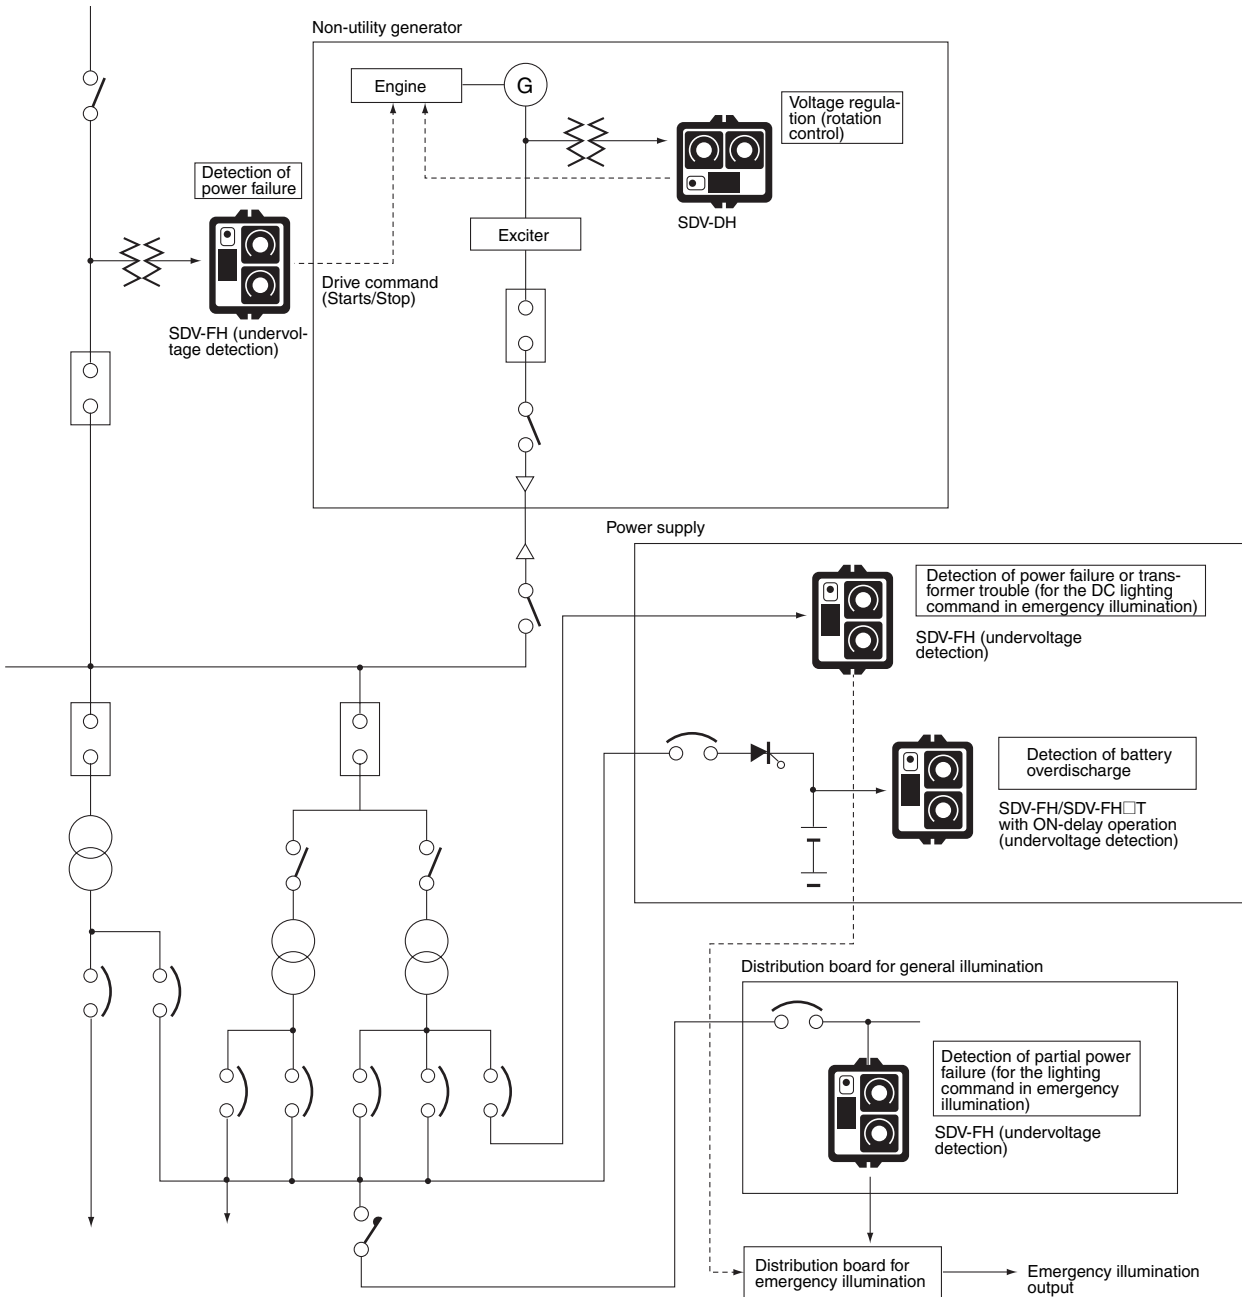 Non-utility generator
Engine
G
Voltage regula-
tion (rotation
control)
Detection of
power failure
SDV-DH
Exciter
Drive command
(Starts/Stop)
SDV-FH (undervol-
tage detection)
Power supply
Detection of power failure or trans-
former trouble (for the DC lighting
command in emergency illumination)
SDV-FH (undervoltage
detection)
Detection of battery
overdischarge
SDV-FH/SDV-FH□T
with ON-delay operation
(undervoltage detection)
Distribution board for general illumination
Detection of partial power
failure (for the lighting
command in emergency
illumination)
SDV-FH (undervoltage
detection)
Distribution board for
emergency illumination
Emergency illumination
output